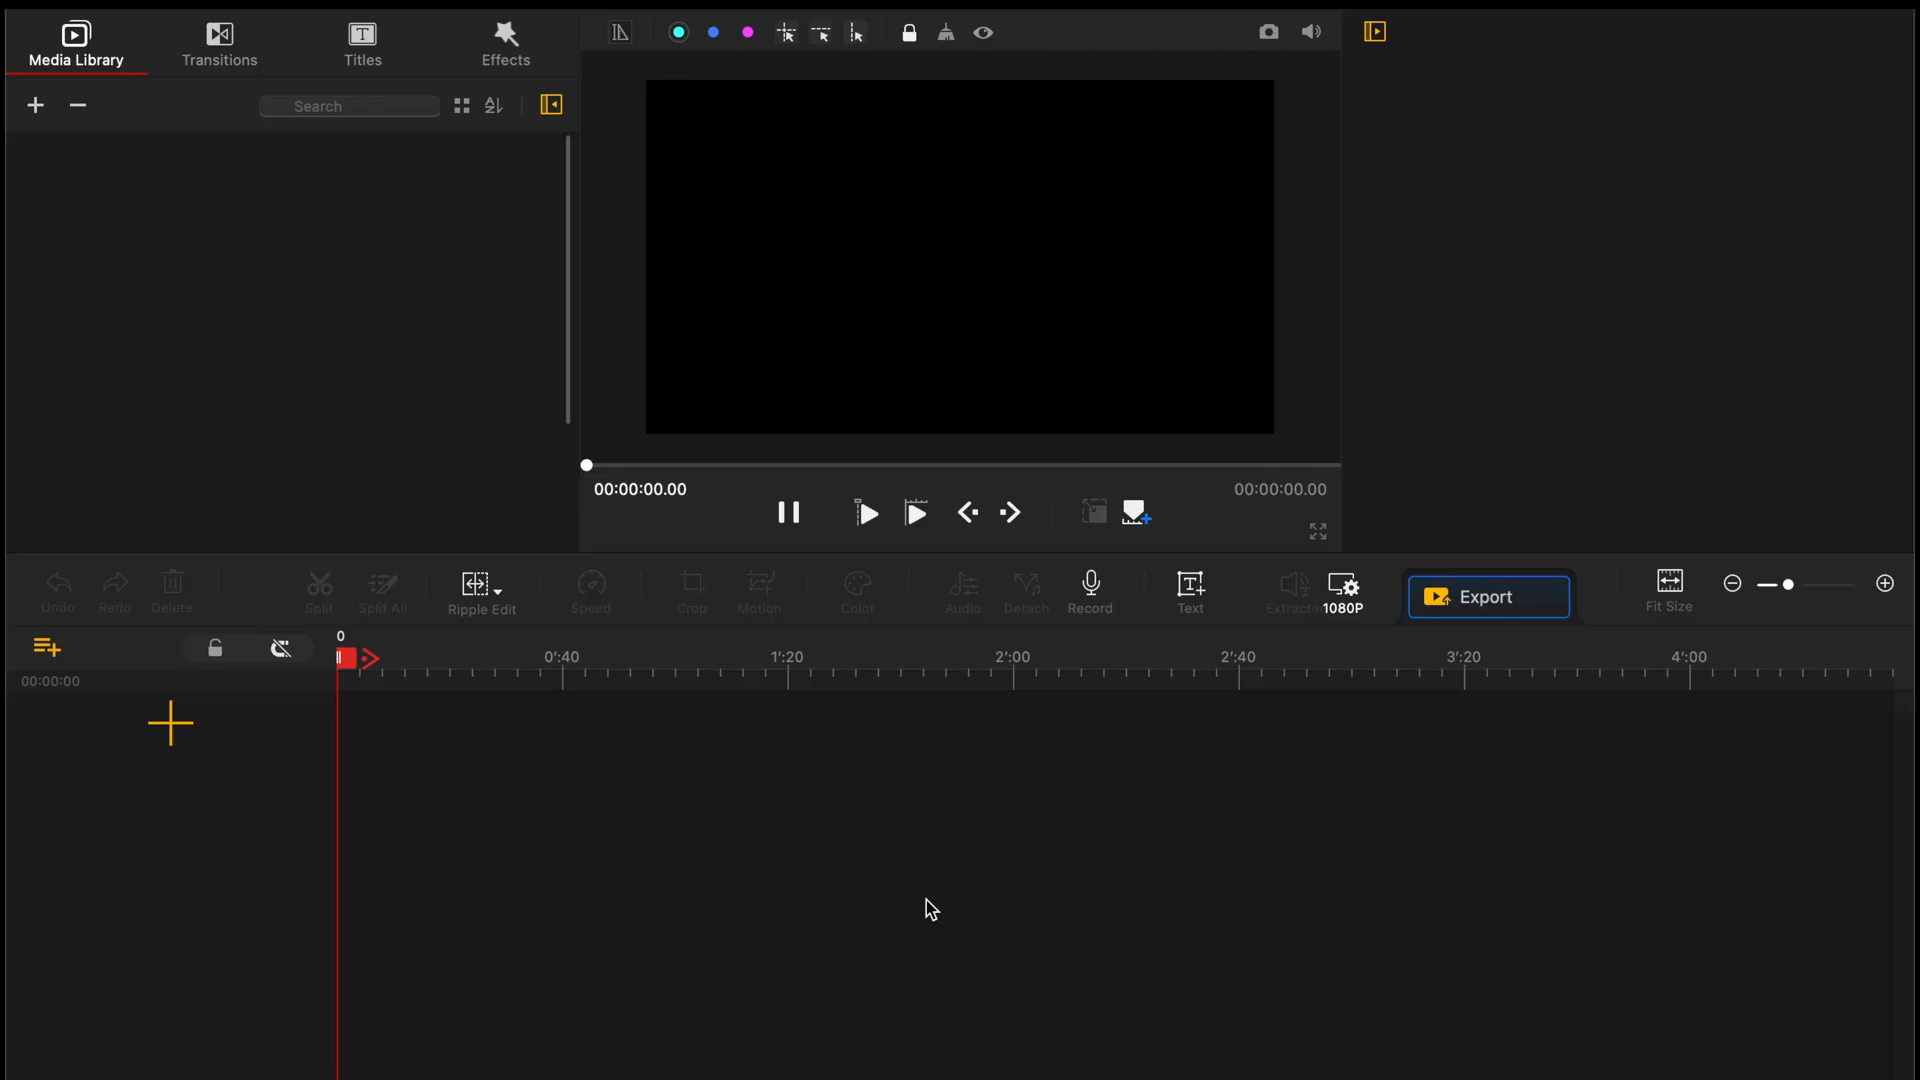 Media Library Transitions Titles Effects
Search
00:00:00.00 00:00:00.00
Undo Redo Delete Split Split All Ripple Edit Speed Crop Motion Color Audio Detach Record Text Extract 1080P Export Fit Size
0
0':40 1':20 2':00 2':40 3':20 4':00
00:00:00